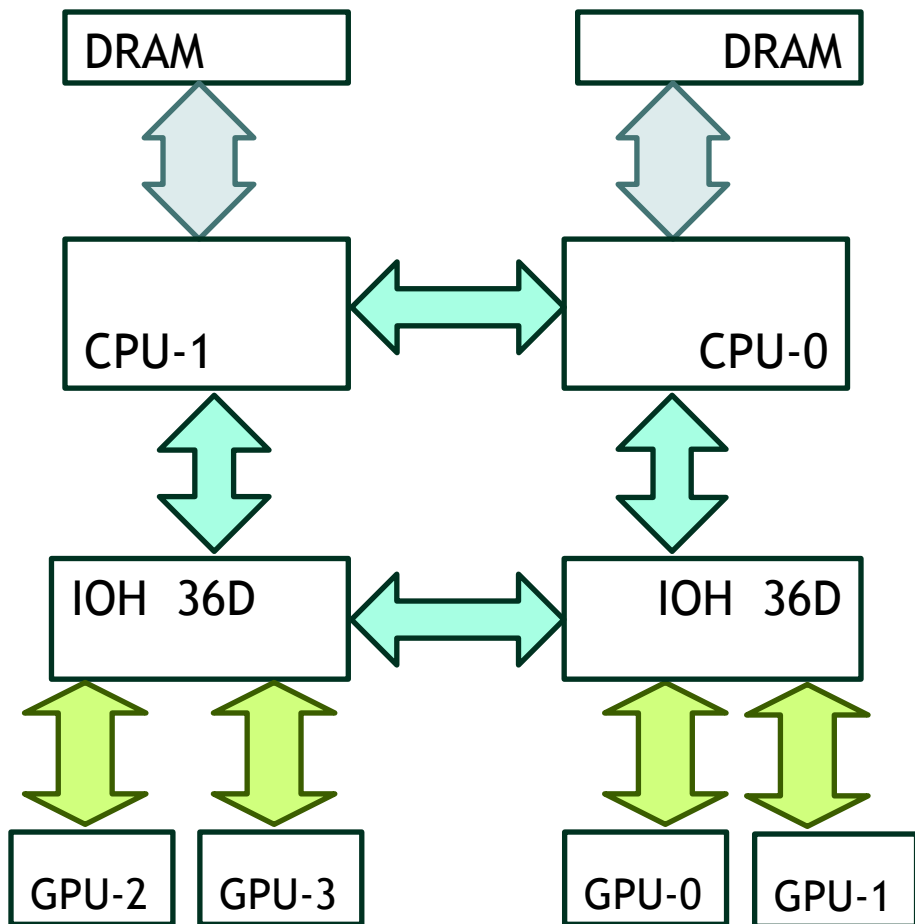 DRAM
DRAM
CPU-1
CPU-0
IOH 36D
IOH 36D
GPU-2
GPU-3
GPU-0
GPU-1